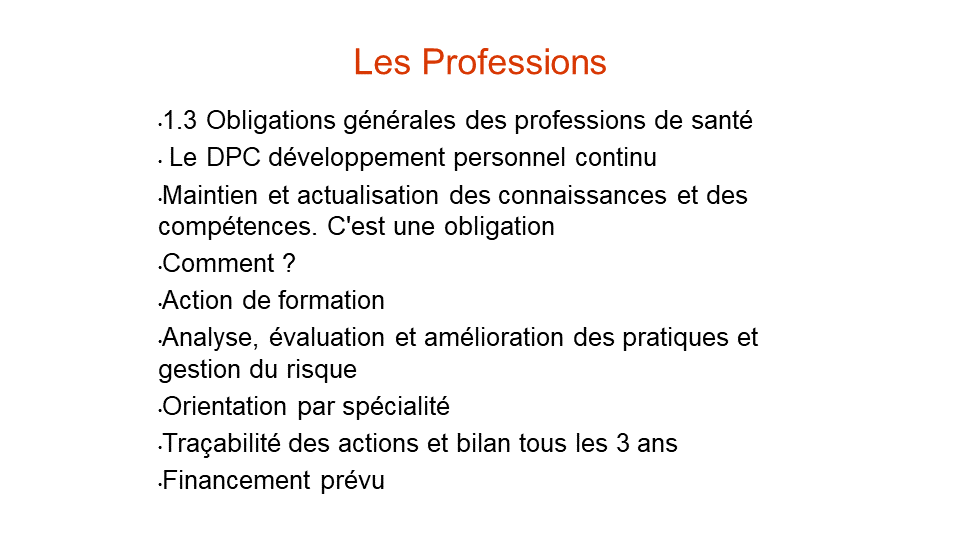 Les Professions
•1.3 Obligations générales des professions de santé
• Le DPC développement personnel continu
•Maintien et actualisation des connaissances et des
compétences. C'est une obligation
•Comment ?
•Action de formation
•Analyse, évaluation et amélioration des pratiques et
gestion du risque
•Orientation par spécialité
•Traçabilité des actions et bilan tous les 3 ans
•Financement prévu